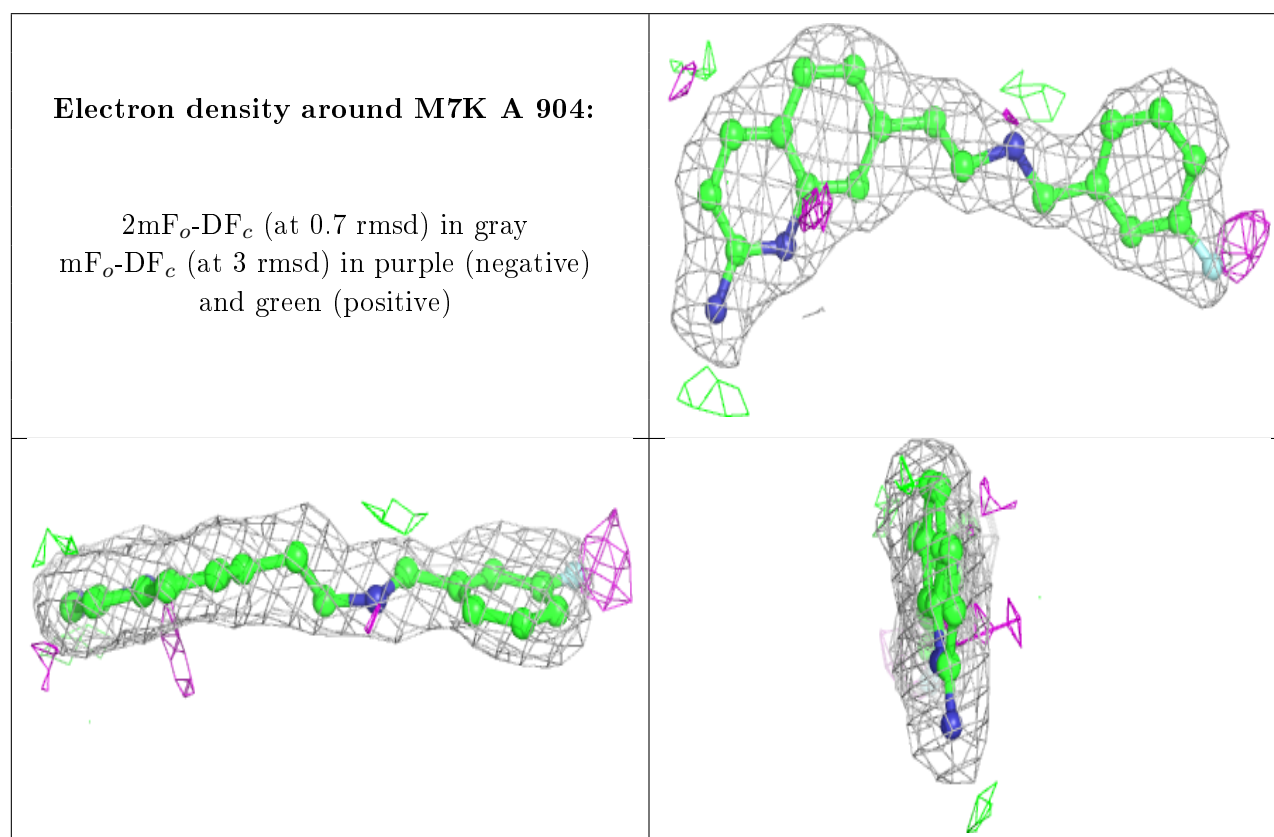 Electron density around M7K A 904:
2mFo-DFc (at 0.7 rmsd) in gray
mFo-DFc (at 3 rmsd) in purple (negative)
and green (positive)